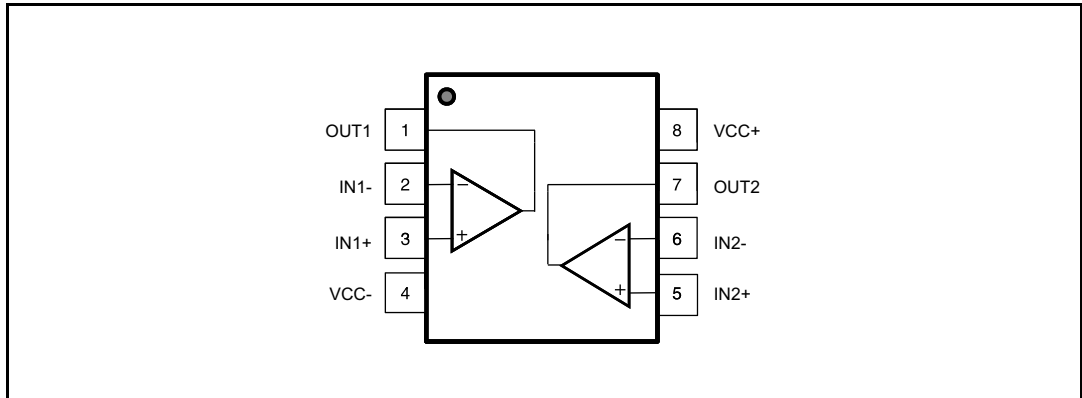 OUT1 1
IN1- 2
IN1+ 3
VCC- 4
8 VCC+
7 OUT2
6 IN2-
5 IN2+
−
+
−
+